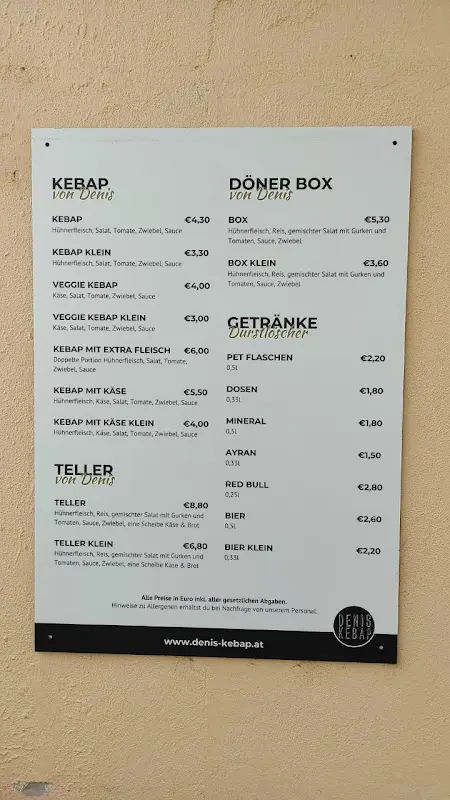 KEBAP
von Denis
KEBAP €4,30
Hühnerfleisch, Salat, Tomate, Zwiebel, Sauce
KEBAP KLEIN €3,30
Hühnerfleisch, Salat, Tomate, Zwiebel, Sauce
VEGGIE KEBAP €4,00
Käse, Salat, Tomate, Zwiebel, Sauce
VEGGIE KEBAP KLEIN €3,00
Käse, Salat, Tomate, Zwiebel, Sauce
KEBAP MIT EXTRA FLEISCH €6,00
Doppelte Portion Hühnerfleisch, Salat, Tomate,
Zwiebel, Sauce
KEBAP MIT KÄSE €5,50
Hühnerfleisch, Käse, Salat, Tomate, Zwiebel, Sauce
KEBAP MIT KÄSE KLEIN €4,00
Hühnerfleisch, Käse, Salat, Tomate, Zwiebel, Sauce
TELLER
von Denis
TELLER €8,80
Hühnerfleisch, Reis, gemischter Salat mit Gurken und
Tomaten, Sauce, Zwiebel, eine Scheibe Käse & Brot
TELLER KLEIN €6,80
Hühnerfleisch, Reis, gemischter Salat mit Gurken und
Tomaten, Sauce, Zwiebel, eine Scheibe Käse & Brot
DÖNER BOX
von Denis
BOX €5,30
Hühnerfleisch, Reis, gemischter Salat mit Gurken und
Tomaten, Sauce, Zwiebel
BOX KLEIN €3,60
Hühnerfleisch, Reis, gemischter Salat mit Gurken und
Tomaten, Sauce, Zwiebel
GETRÄNKE
Durstlöscher
PET FLASCHEN €2,20
0,5l
DOSEN €1,80
0,33l
MINERAL €1,80
0,5l
AYRAN €1,50
0,33l
RED BULL €2,80
0,25l
BIER €2,60
0,5l
BIER KLEIN €2,20
0,33l
Alle Preise in Euro inkl. aller gesetzlichen Abgaben.
Hinweise zu Allergenen erhältst du bei Nachfrage von unserem Personal.
www.denis-kebap.at
DENIS
KEBAP